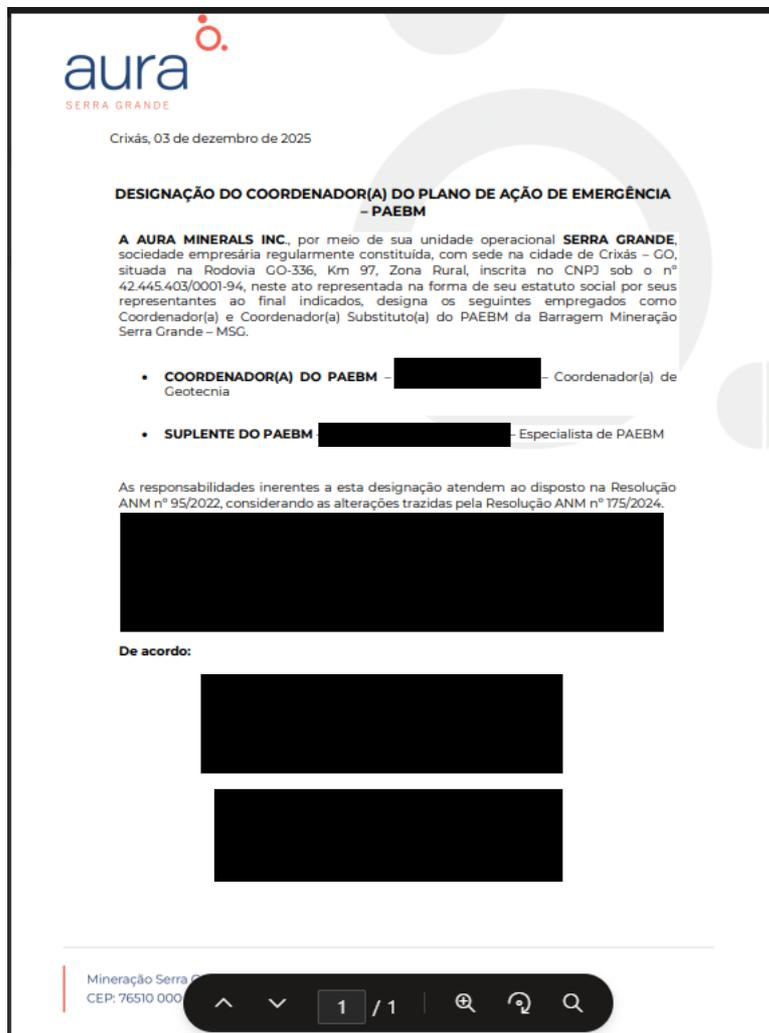 aura
SERRA GRANDE
Crixás, 03 de dezembro de 2025
DESIGNAÇÃO DO COORDENADOR(A) DO PLANO DE AÇÃO DE EMERGÊNCIA
– PAEBM
A AURA MINERALS INC., por meio de sua unidade operacional SERRA GRANDE,
sociedade empresária regularmente constituída, com sede na cidade de Crixás – GO,
situada na Rodovia GO-336, Km 97, Zona Rural, inscrita no CNPJ sob o nº
42.445.403/0001-94, neste ato representada na forma de seu estatuto social por seus
representantes ao final indicados, designa os seguintes empregados como
Coordenador(a) e Coordenador(a) Substituto(a) do PAEBM da Barragem Mineração
Serra Grande – MSG.
• COORDENADOR(A) DO PAEBM – – Coordenador(a) de
Geotecnia
• SUPLENTE DO PAEBM - – Especialista de PAEBM
As responsabilidades inerentes a esta designação atendem ao disposto na Resolução
ANM nº 95/2022, considerando as alterações trazidas pela Resolução ANM nº 175/2024.
De acordo:
Mineração Serra
CEP: 76510 000
1 / 1